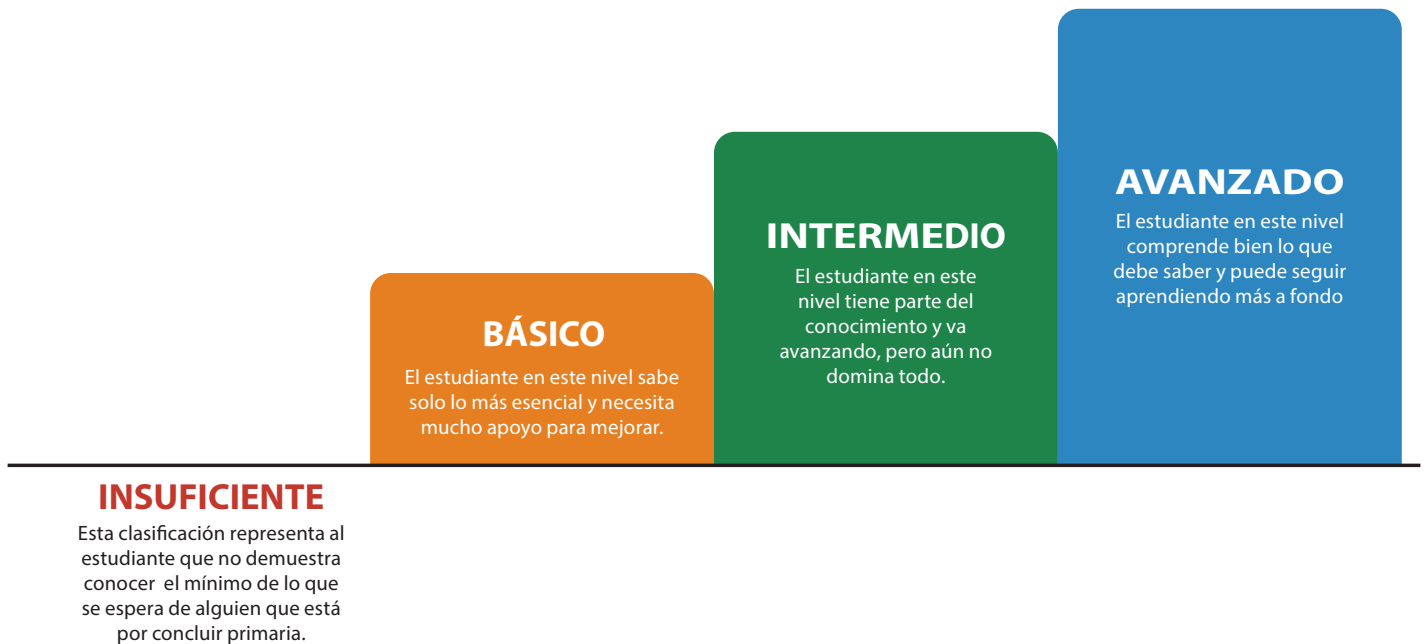 AVANZADO
El estudiante en este nivel
comprende bien lo que
debe saber y puede seguir
aprendiendo más a fondo
INTERMEDIO
El estudiante en este
nivel tiene parte del
conocimiento y va
avanzando, pero aún no
domina todo.
BÁSICO
El estudiante en este nivel sabe
solo lo más esencial y necesita
mucho apoyo para mejorar.
INSUFICIENTE
Esta clasificación representa al
estudiante que no demuestra
conocer el mínimo de lo que
se espera de alguien que está
por concluir primaria.